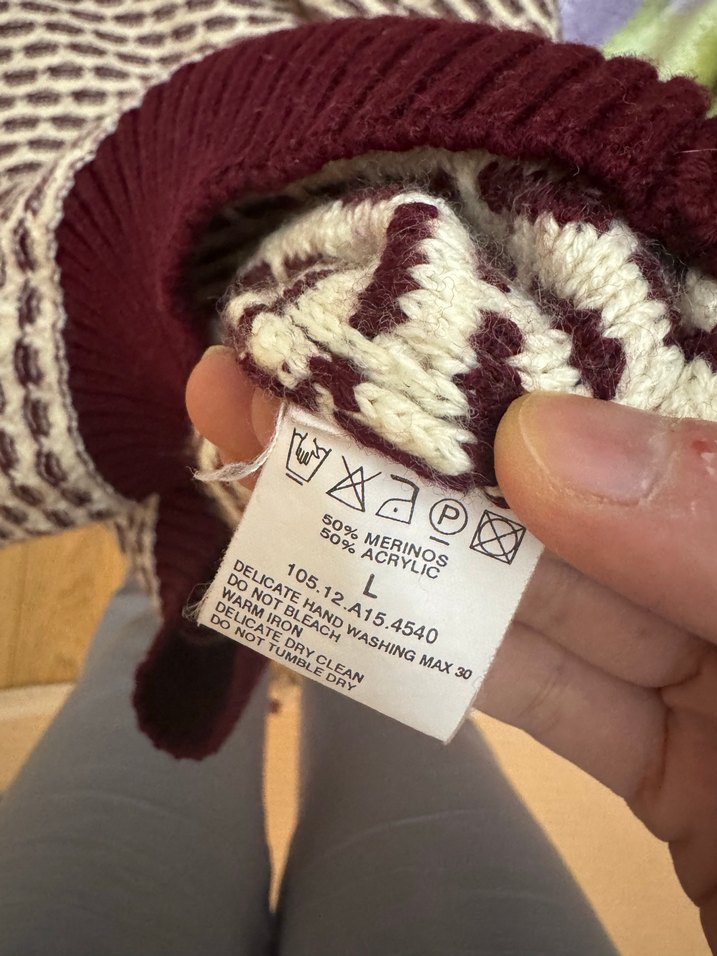 P
50% MERINOS
50% ACRYLIC
L
105.12.A15.4540
DELICATE HAND WASHING MAX 30
DO NOT BLEACH
WARM IRON
DELICATE DRY CLEAN
DO NOT TUMBLE DRY